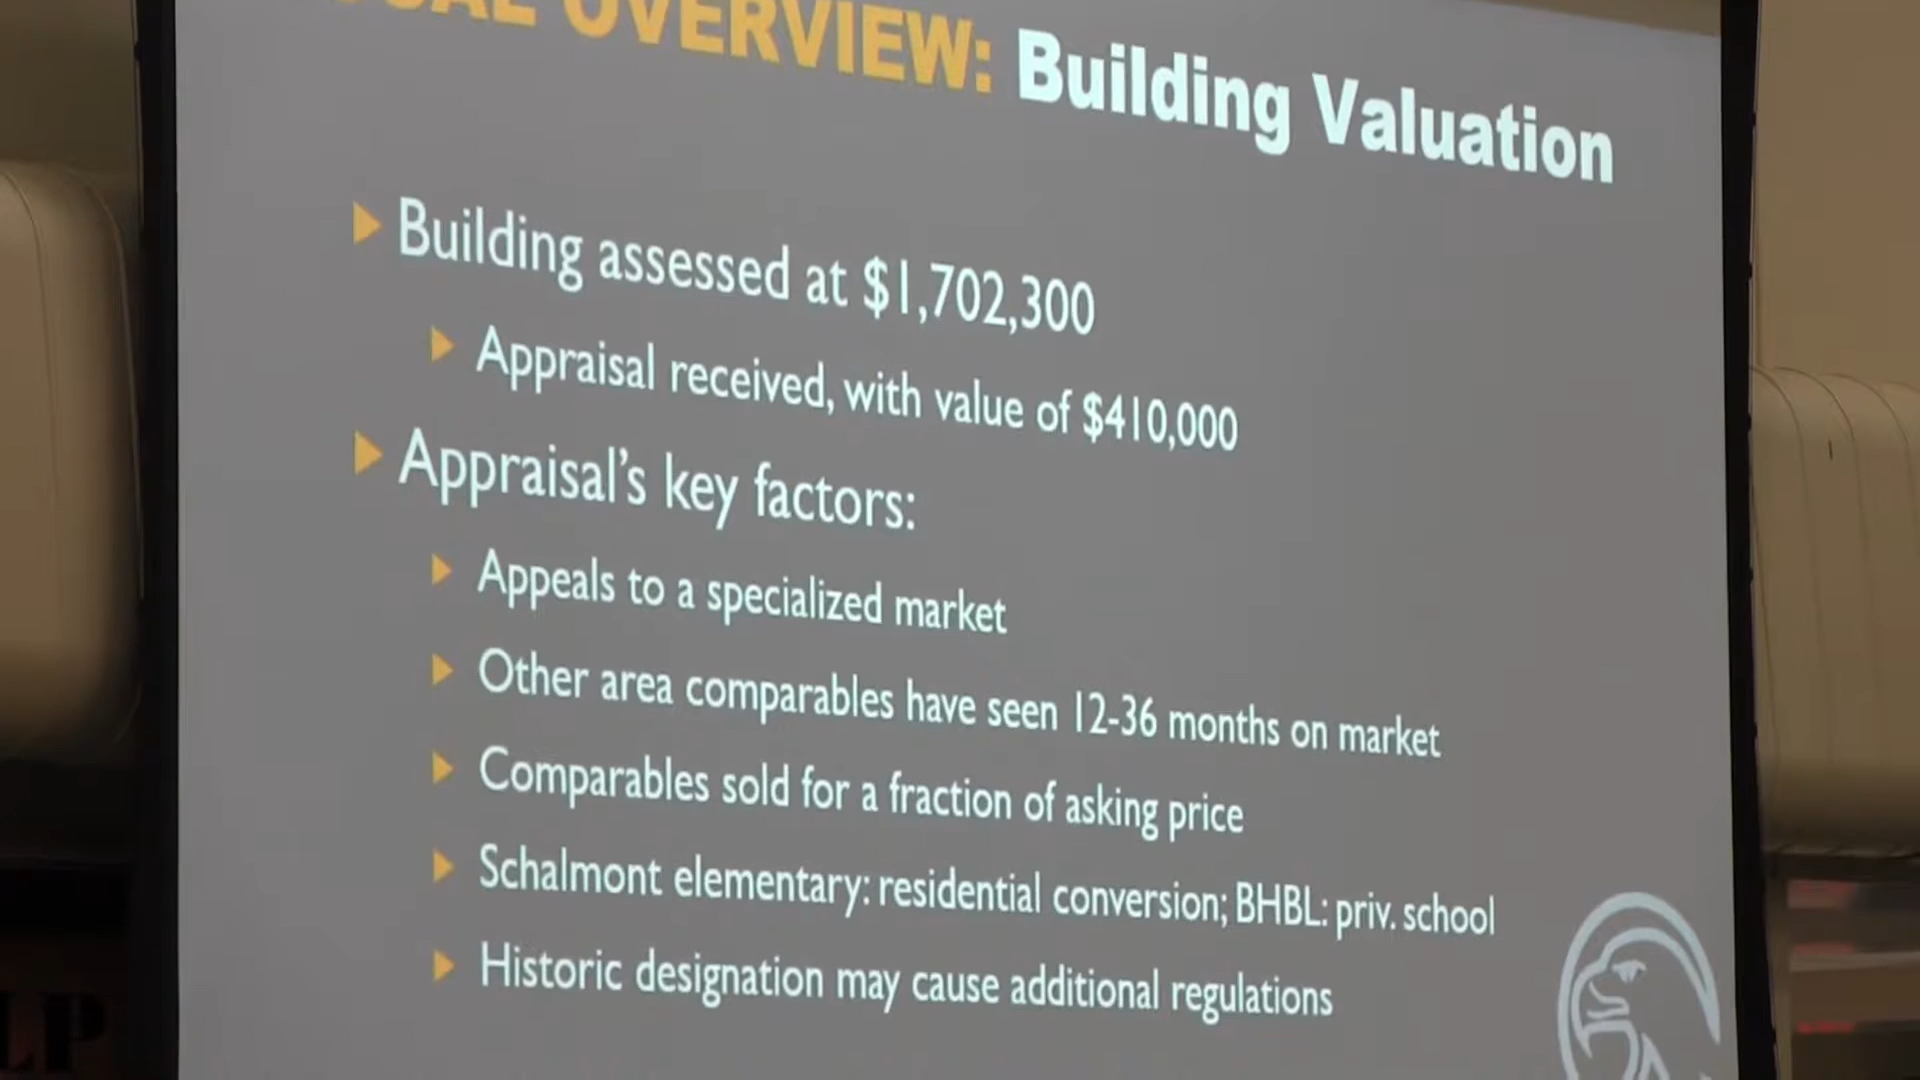 OVERVIEW: Building Valuation
Building assessed at $1,702,300
Appraisal received, with value of $410,000
Appraisal's key factors:
Appeals to a specialized market
Other area comparables have seen 12-36 months on market
Comparables sold for a fraction of asking price
Schalmont elementary: residential conversion; BHBL: priv. school
Historic designation may cause additional regulations